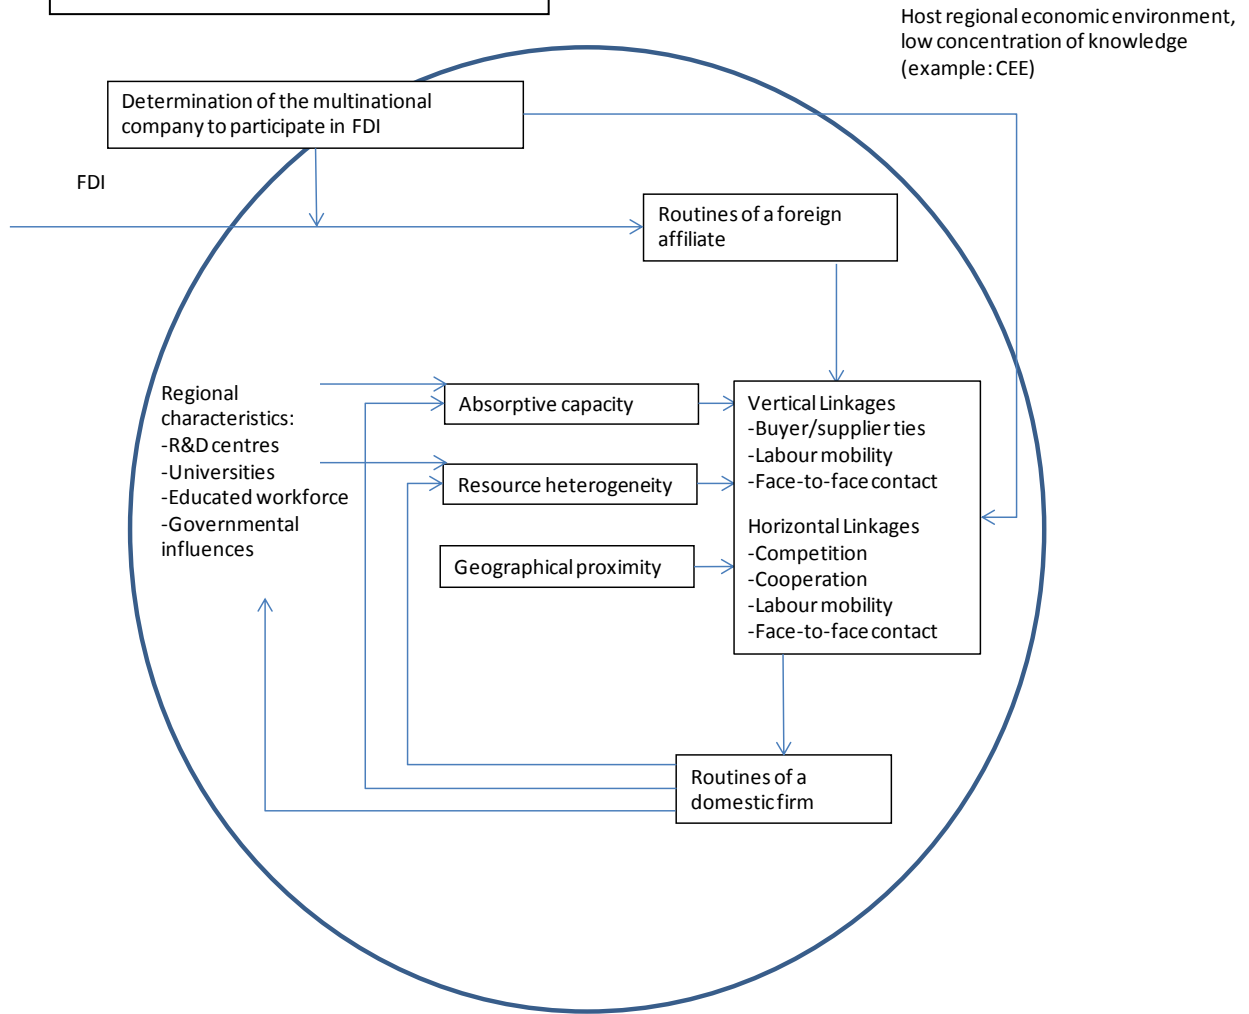 Host regional economic environment,
low concentration of knowledge
(example: CEE)
Determination of the multinational
company to participate in FDI
FDI
Routines of a foreign
affiliate
Regional
characteristics:
-R&D centres
-Universities
-Educated workforce
-Governmental
influences
Absorptive capacity
Resource heterogeneity
Geographical proximity
Vertical Linkages
-Buyer/supplier ties
-Labour mobility
-Face-to-face contact
Horizontal Linkages
-Competition
-Cooperation
-Labour mobility
-Face-to-face contact
Routines of a
domestic firm